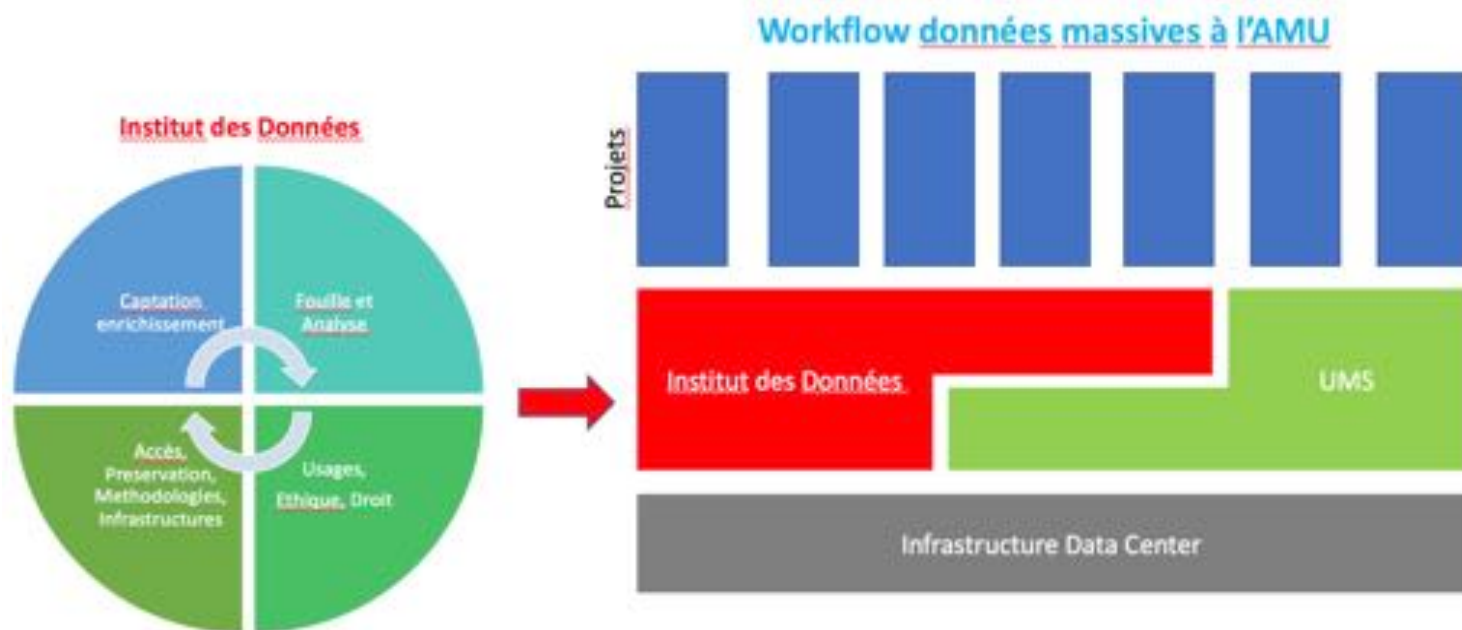 Workflow données massives à l'AMU
Institut des Données
Captation
enrichissement
Fouille et
Analyse
Accès,
Preservation,
Methodologies,
Infrastructures
Usages,
Ethique, Droit
Projets
Institut des Données
UMS
Infrastructure Data Center